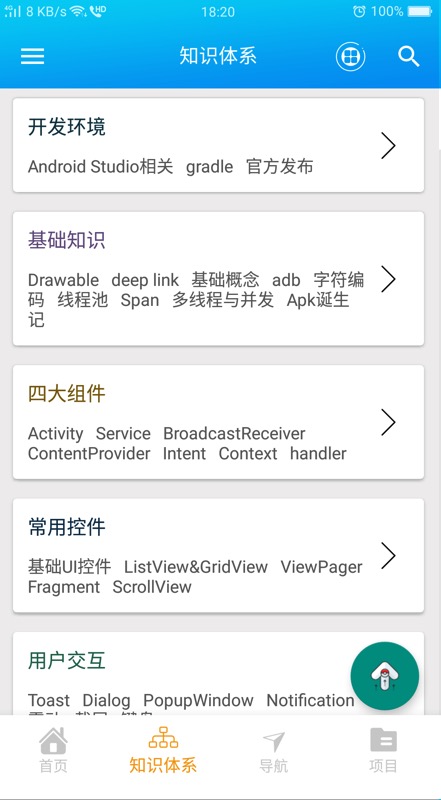 4G 8 KB/s HD 18:20 100%
知识体系
开发环境
Android Studio相关 gradle 官方发布
基础知识
Drawable deep link 基础概念 adb 字符编
码 线程池 Span 多线程与并发 Apk诞生
记
四大组件
Activity Service BroadcastReceiver
ContentProvider Intent Context handler
常用控件
基础UI控件 ListView&GridView ViewPager
Fragment ScrollView
用户交互
Toast Dialog PopupWindow Notification
首页 知识体系 导航 项目